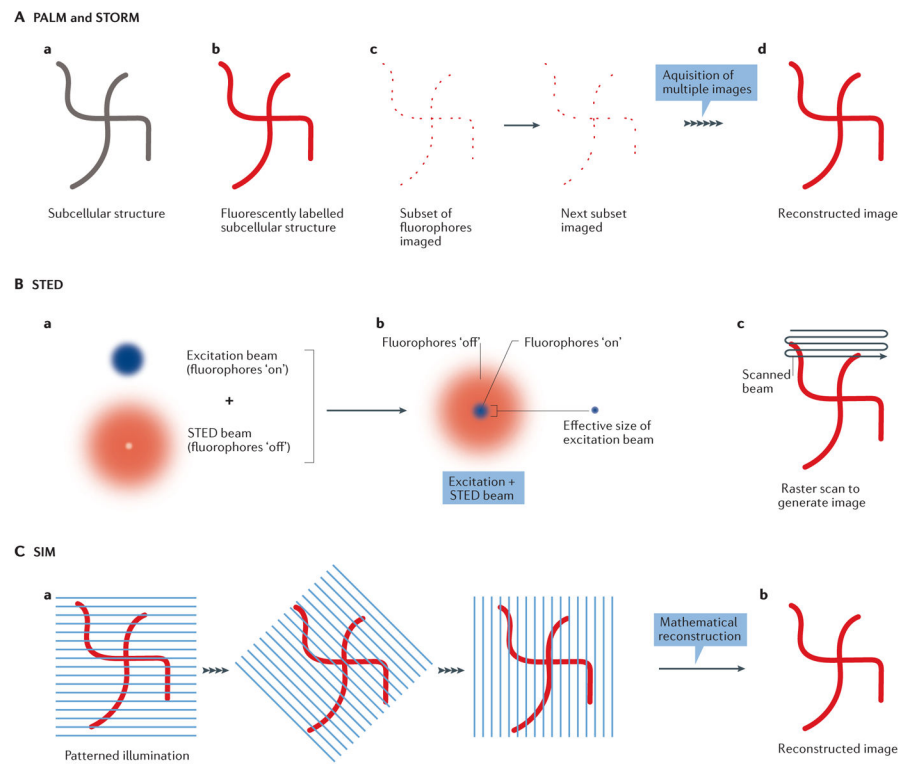 A PALM and STORM
a
b
c
d
Aquisition of
multiple images
Subcellular structure
Fluorescently labelled
subcellular structure
Subset of
fluorophores
imaged
Next subset
imaged
Reconstructed image
B STED
a
b
c
Excitation beam
(fluorophores ‘on’)
+
STED beam
(fluorophores ‘off’)
Fluorophores ‘off’
Fluorophores ‘on’
Effective size of
excitation beam
Excitation +
STED beam
Scanned
beam
Raster scan to
generate image
C SIM
a
b
Mathematical
reconstruction
Patterned illumination
Reconstructed image